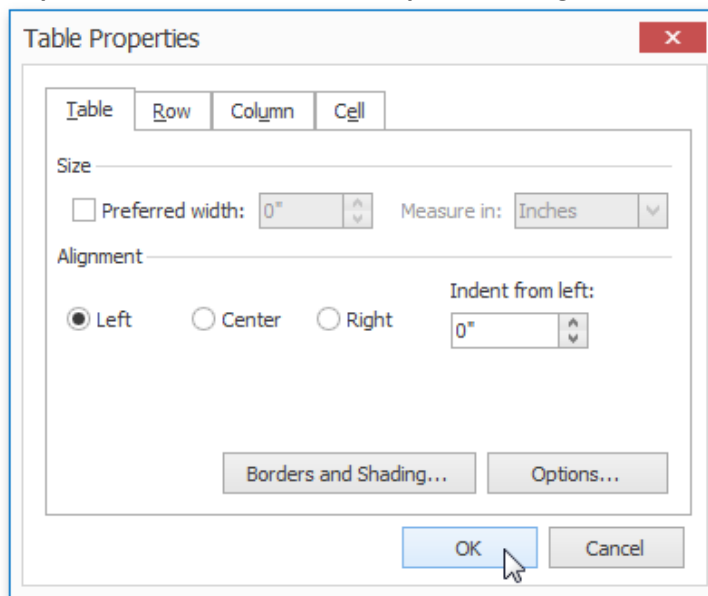 Table Properties
Table Row Column Cell
Size
Preferred width: 0" Measure in: Inches
Alignment
Indent from left:
Left Center Right 0"
Borders and Shading... Options...
OK Cancel